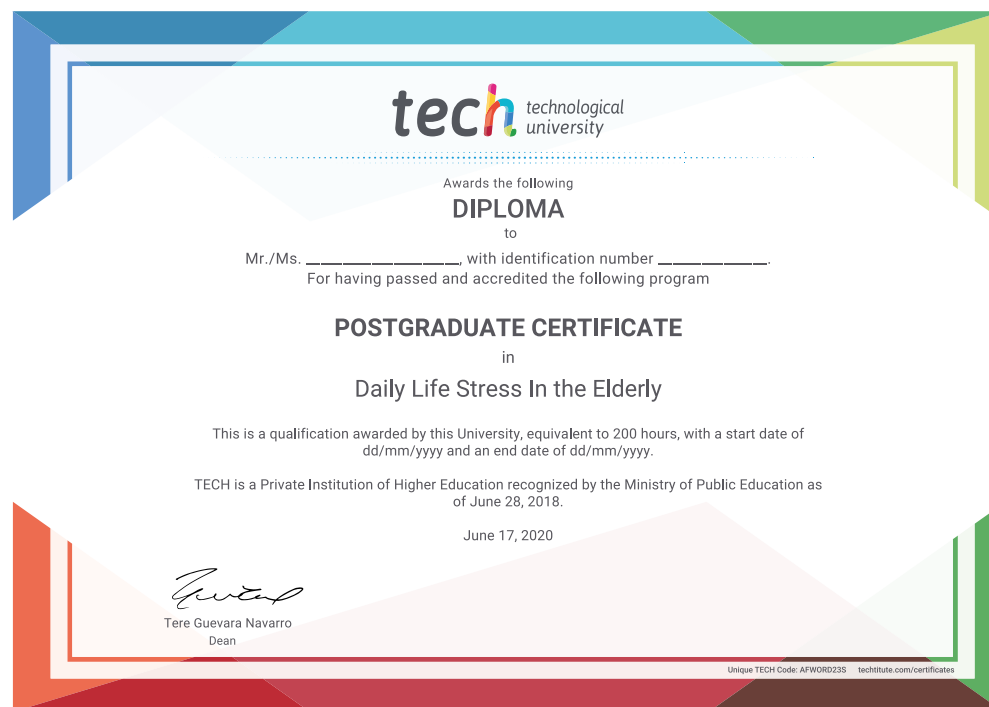 tech technological
university
Awards the following
DIPLOMA
to
Mr./Ms. ____________________, with identification number ______________.
For having passed and accredited the following program
POSTGRADUATE CERTIFICATE
in
Daily Life Stress In the Elderly
This is a qualification awarded by this University, equivalent to 200 hours, with a start date of
dd/mm/yyyy and an end date of dd/mm/yyyy.
TECH is a Private Institution of Higher Education recognized by the Ministry of Public Education as
of June 28, 2018.
June 17, 2020
Tere Guevara Navarro
Dean
Unique TECH Code: AFWORD23S techtitute.com/certificates